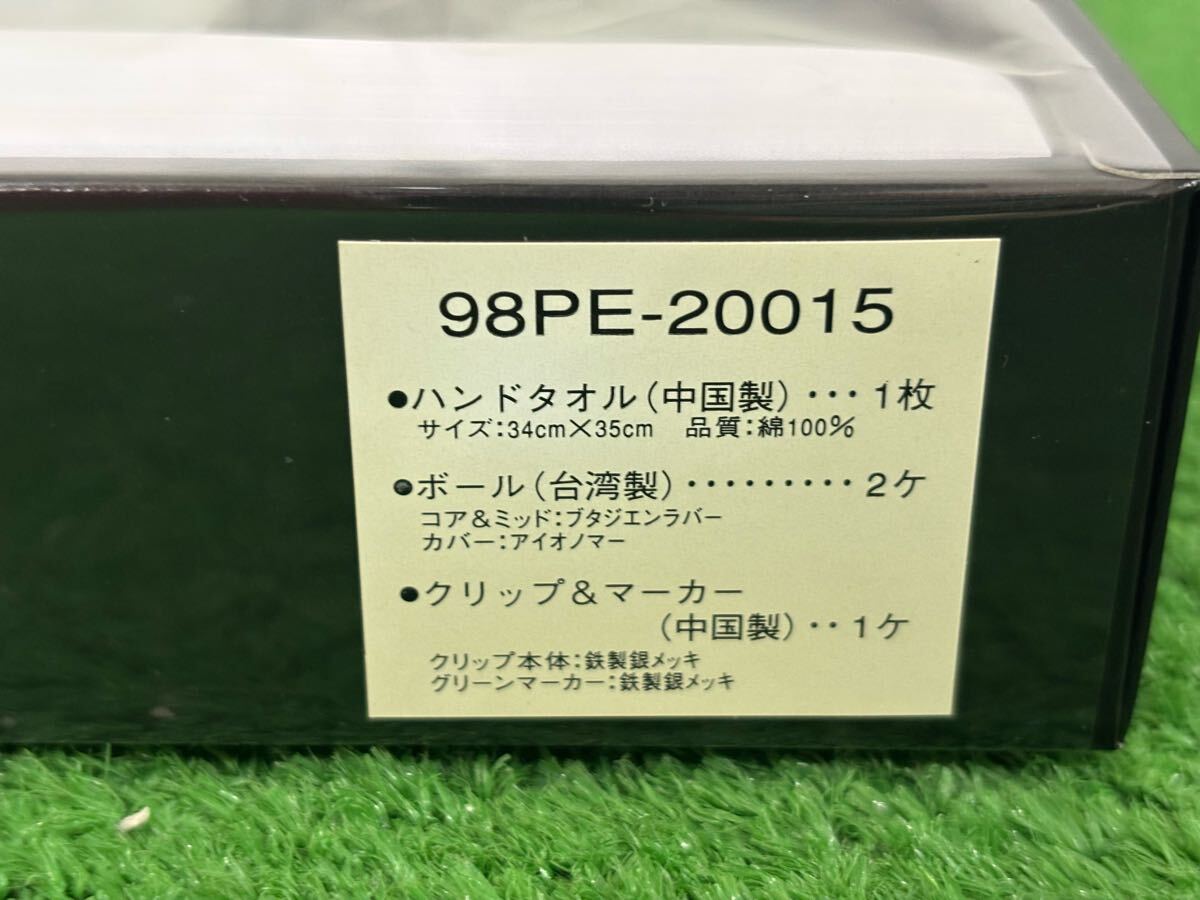 98PE-20015
●ハンドタオル(中国製)・・・1枚
サイズ:34cm×35cm 品質:綿100%
●ボール(台湾製)・・・・・・・・・2ケ
コア&ミッド:ブタジエンラバー
カバー:アイオノマー
●クリップ&マーカー
(中国製)・・1ケ
クリップ本体:鉄製銀メッキ
グリーンマーカー:鉄製銀メッキ